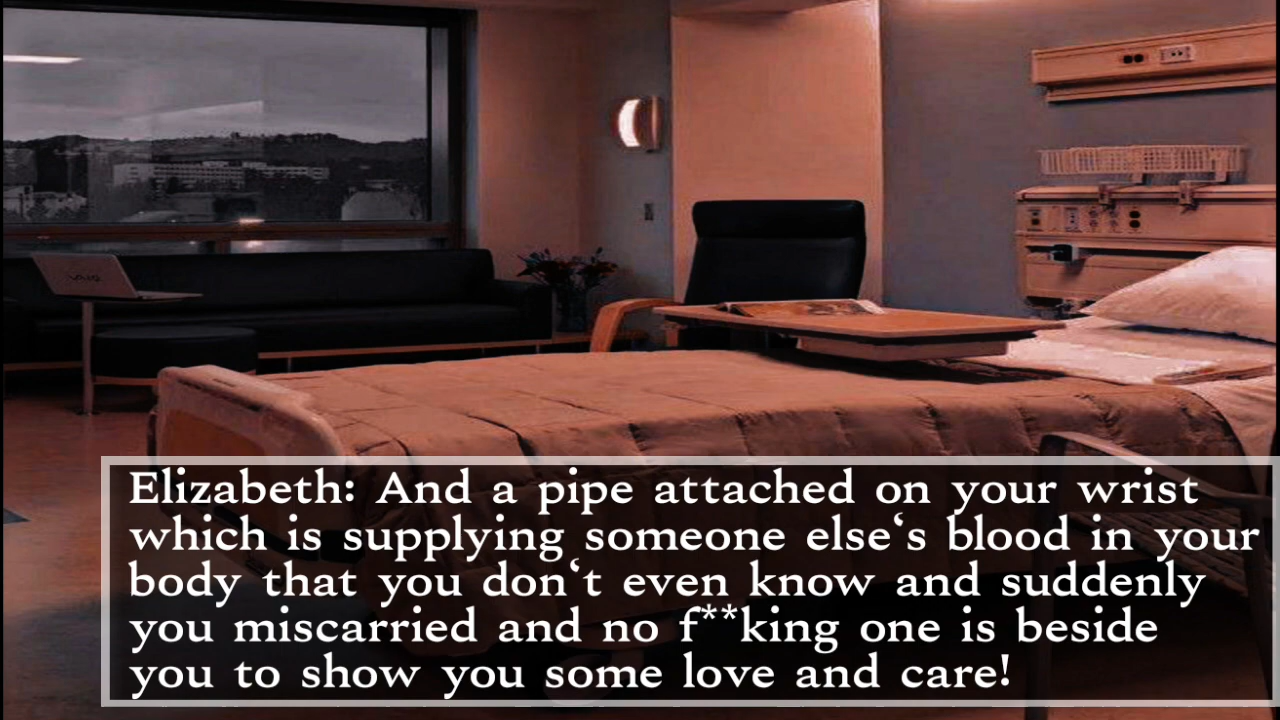 VAIO
Elizabeth: And a pipe attached on your wrist
which is supplying someone else‘s blood in your
body that you don‘t even know and suddenly
you miscarried and no f**king one is beside
you to show you some love and care!